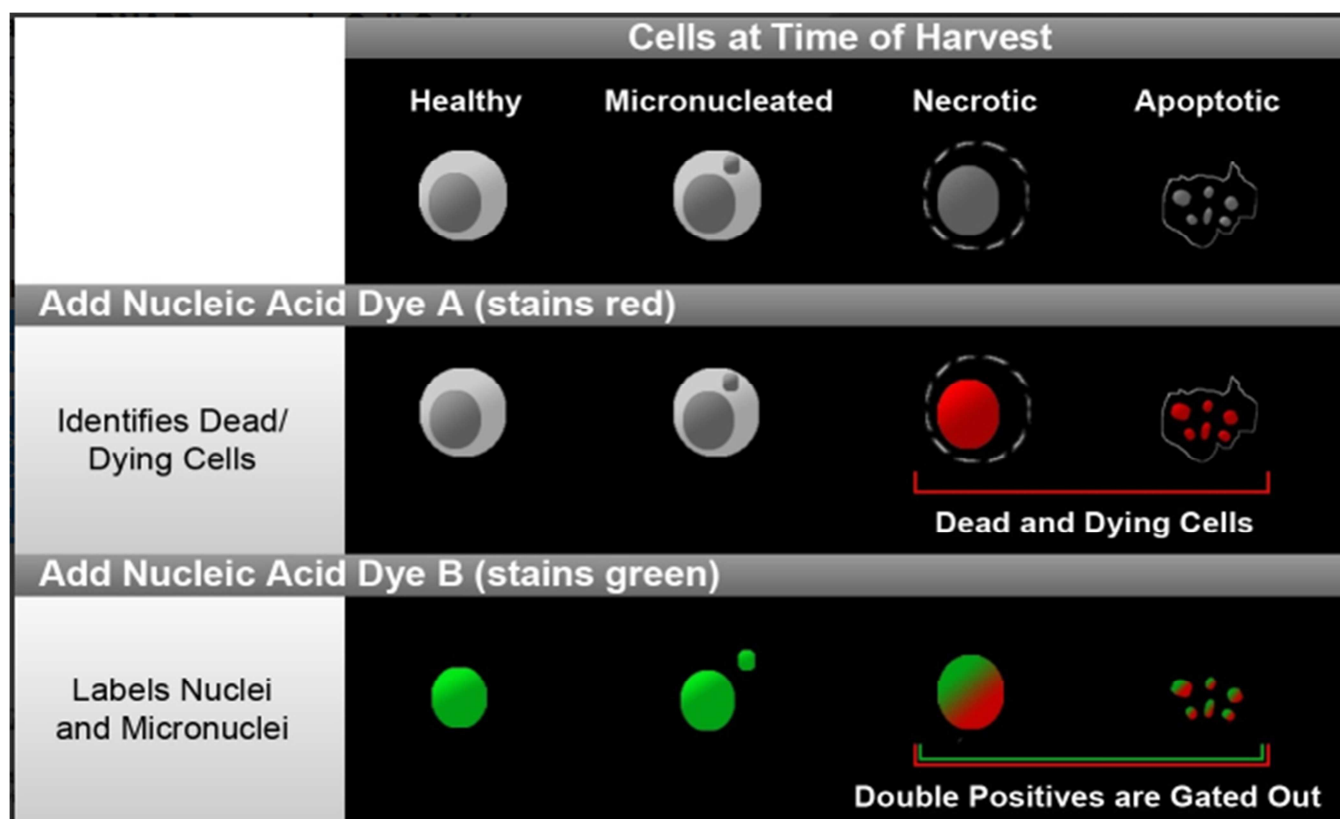 Cells at Time of Harvest
Healthy Micronucleated Necrotic Apoptotic
Add Nucleic Acid Dye A (stains red)
Identifies Dead/
Dying Cells
Dead and Dying Cells
Add Nucleic Acid Dye B (stains green)
Labels Nuclei
and Micronuclei
Double Positives are Gated Out